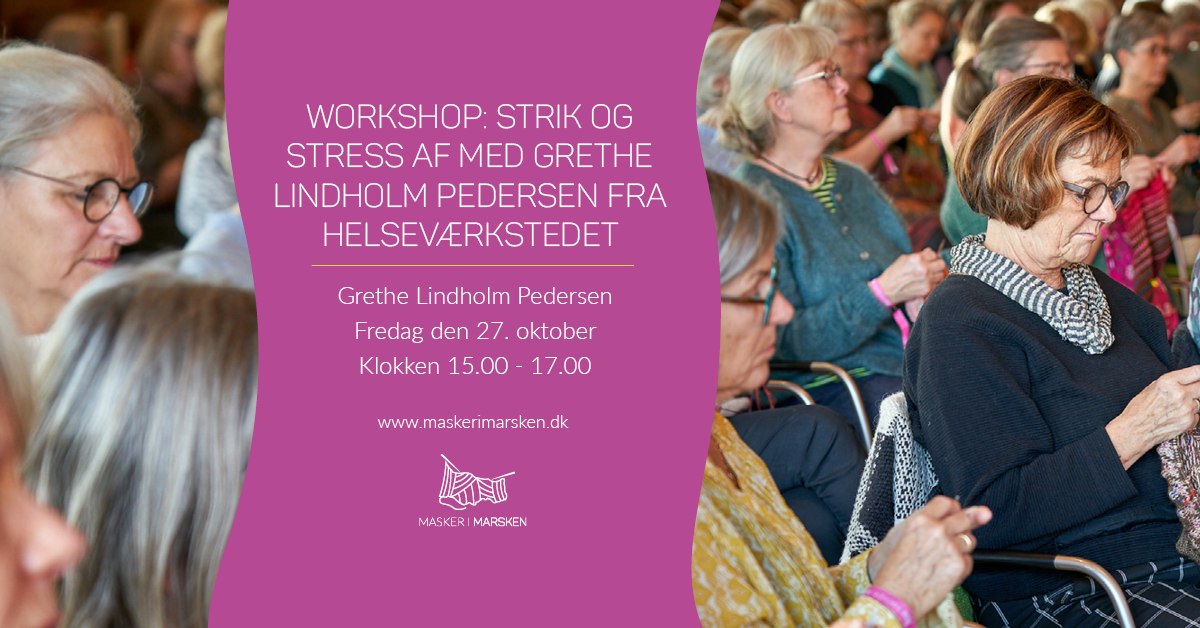 WORKSHOP: STRIK OG
STRESS AF MED GRETHE
LINDHOLM PEDERSEN FRA
HELSEVÆRKSTEDET
Grethe Lindholm Pedersen
Fredag den 27. oktober
Klokken 15.00 - 17.00
www.maskerimarsken.dk
MASKER I MARSKEN